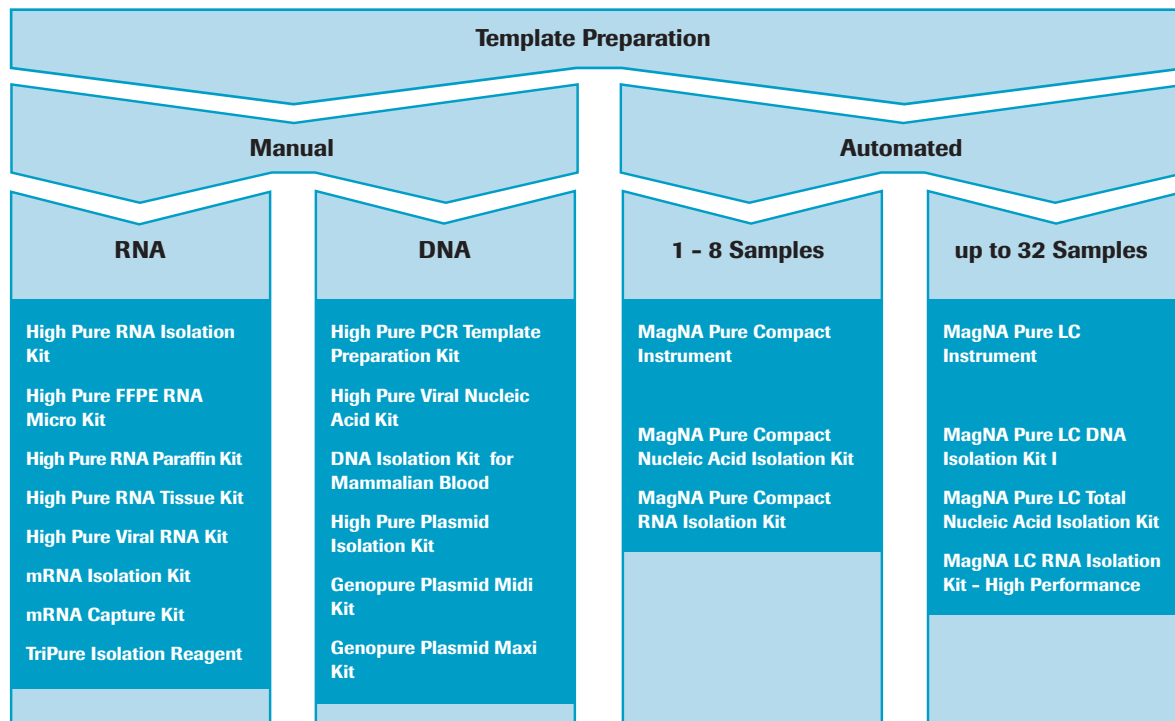 Template Preparation
Manual
Automated
RNA
DNA
1 - 8 Samples
up to 32 Samples
High Pure RNA Isolation
Kit
High Pure FFPE RNA
Micro Kit
High Pure RNA Paraffin Kit
High Pure RNA Tissue Kit
High Pure Viral RNA Kit
mRNA Isolation Kit
mRNA Capture Kit
TriPure Isolation Reagent
High Pure PCR Template
Preparation Kit
High Pure Viral Nucleic
Acid Kit
DNA Isolation Kit for
Mammalian Blood
High Pure Plasmid
Isolation Kit
Genopure Plasmid Midi
Kit
Genopure Plasmid Maxi
Kit
MagNA Pure Compact
Instrument
MagNA Pure Compact
Nucleic Acid Isolation Kit
MagNA Pure Compact
RNA Isolation Kit
MagNA Pure LC
Instrument
MagNA Pure LC DNA
Isolation Kit I
MagNA Pure LC Total
Nucleic Acid Isolation Kit
MagNA LC RNA Isolation
Kit – High Performance